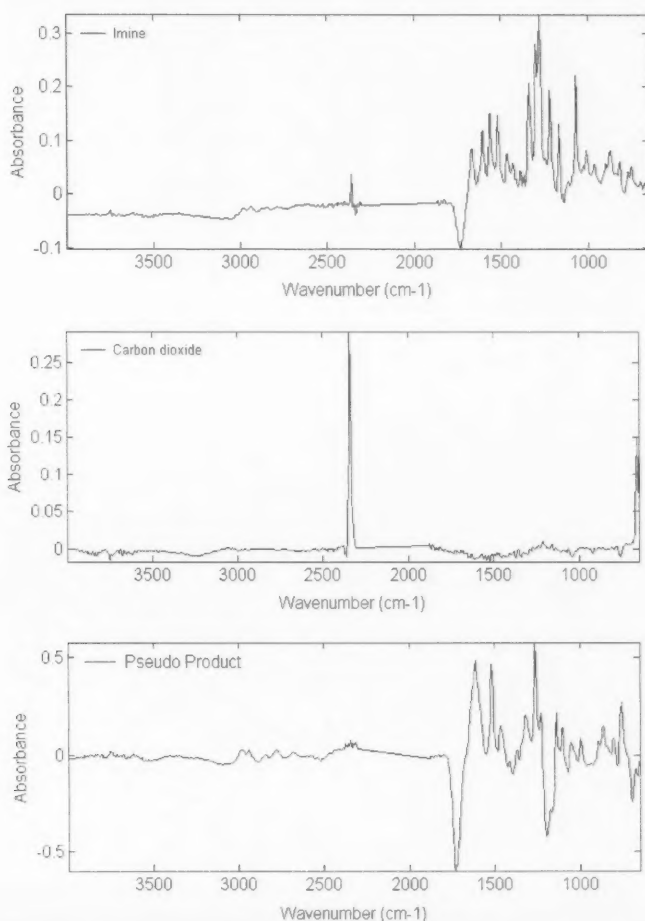 0.3
Imine
0.2
0.1
0
-0.1
Absorbance
3500 3000 2500 2000 1500 1000
Wavenumber (cm-1)
0.25
Carbon dioxide
0.2
0.15
0.1
0.05
0
Absorbance
3500 3000 2500 2000 1500 1000
Wavenumber (cm-1)
0.5
Pseudo Product
0
-0.5
Absorbance
3500 3000 2500 2000 1500 1000
Wavenumber (cm-1)